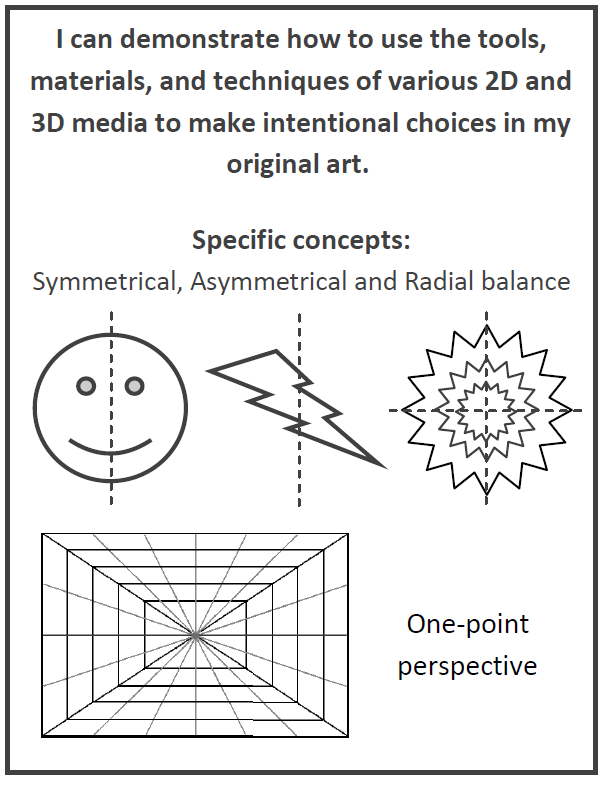 I can demonstrate how to use the tools,
materials, and techniques of various 2D and
3D media to make intentional choices in my
original art.
Specific concepts:
Symmetrical, Asymmetrical and Radial balance
One-point
perspective